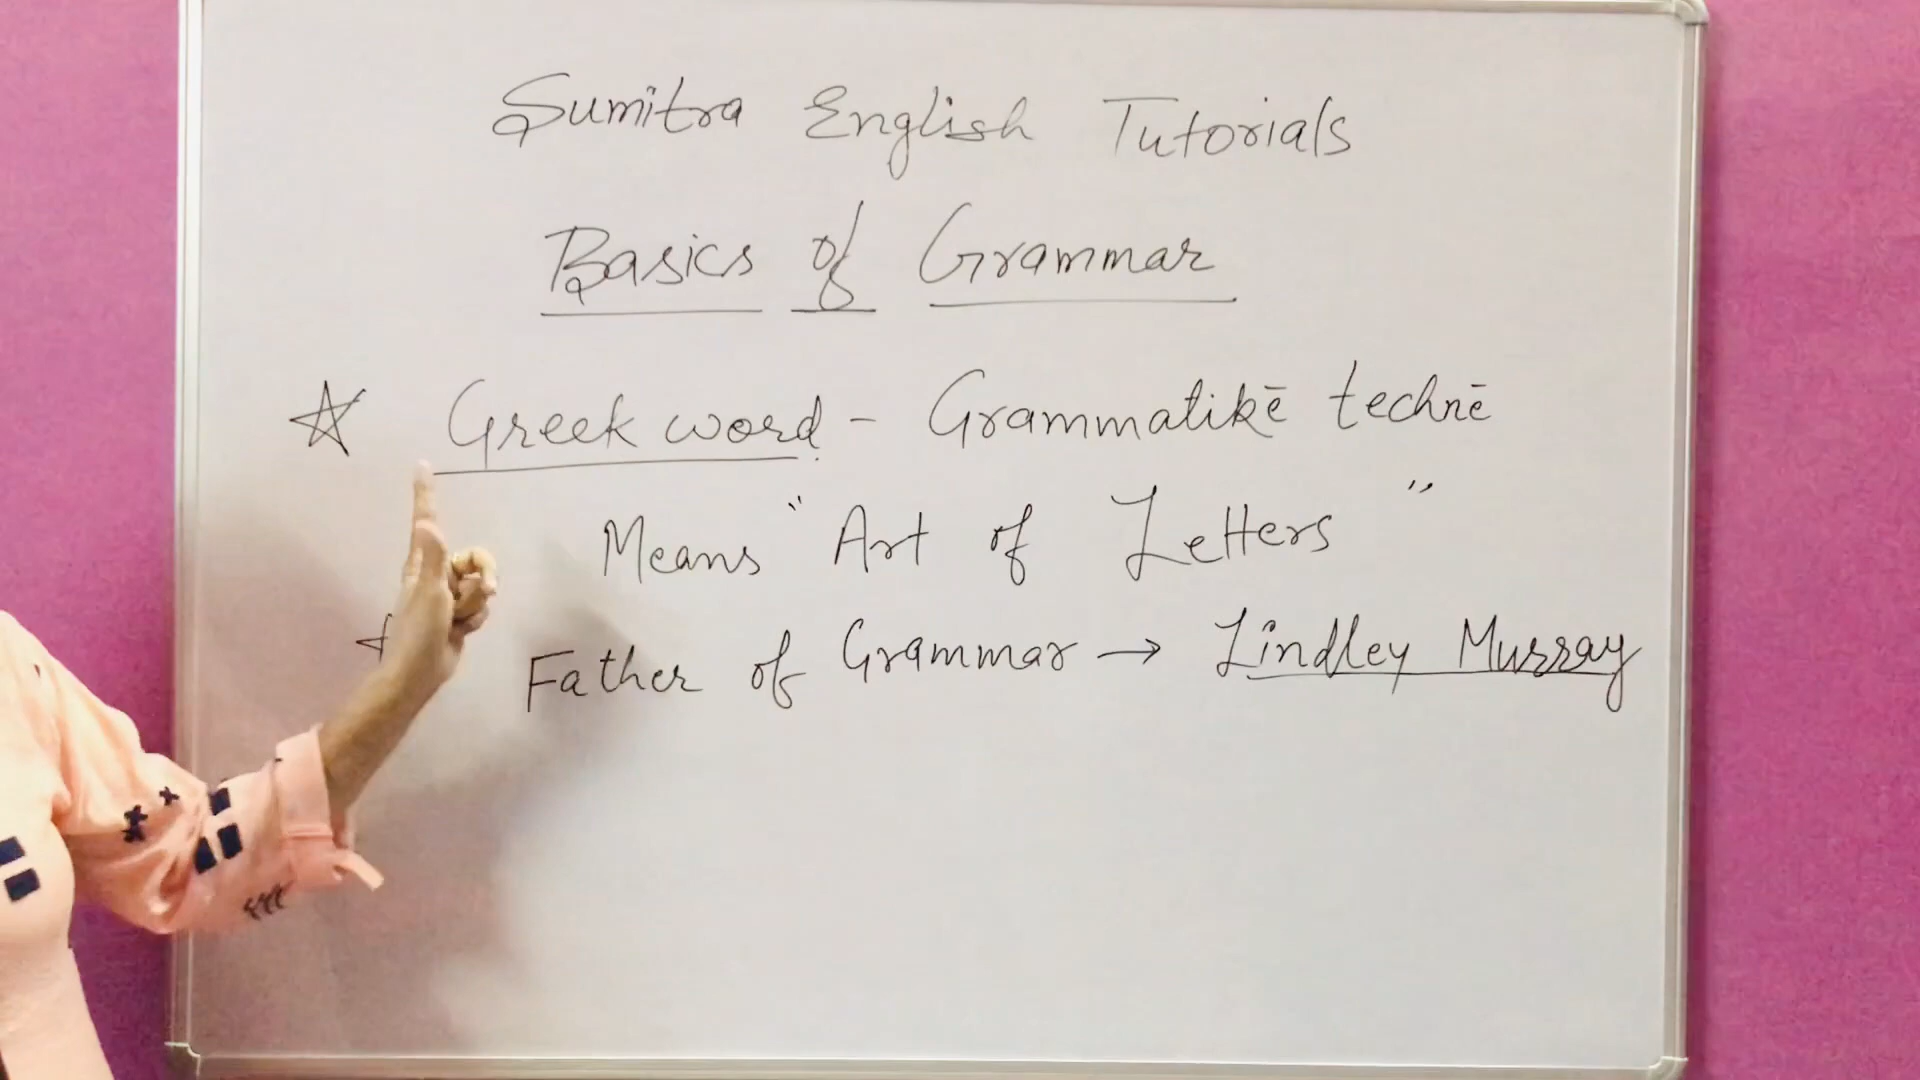 Sumitra English Tutorials
Basics of Grammar
☆ Greek word - Grammatikē technē
Means "Art of Letters"
Father of Grammar → Lindley Murray